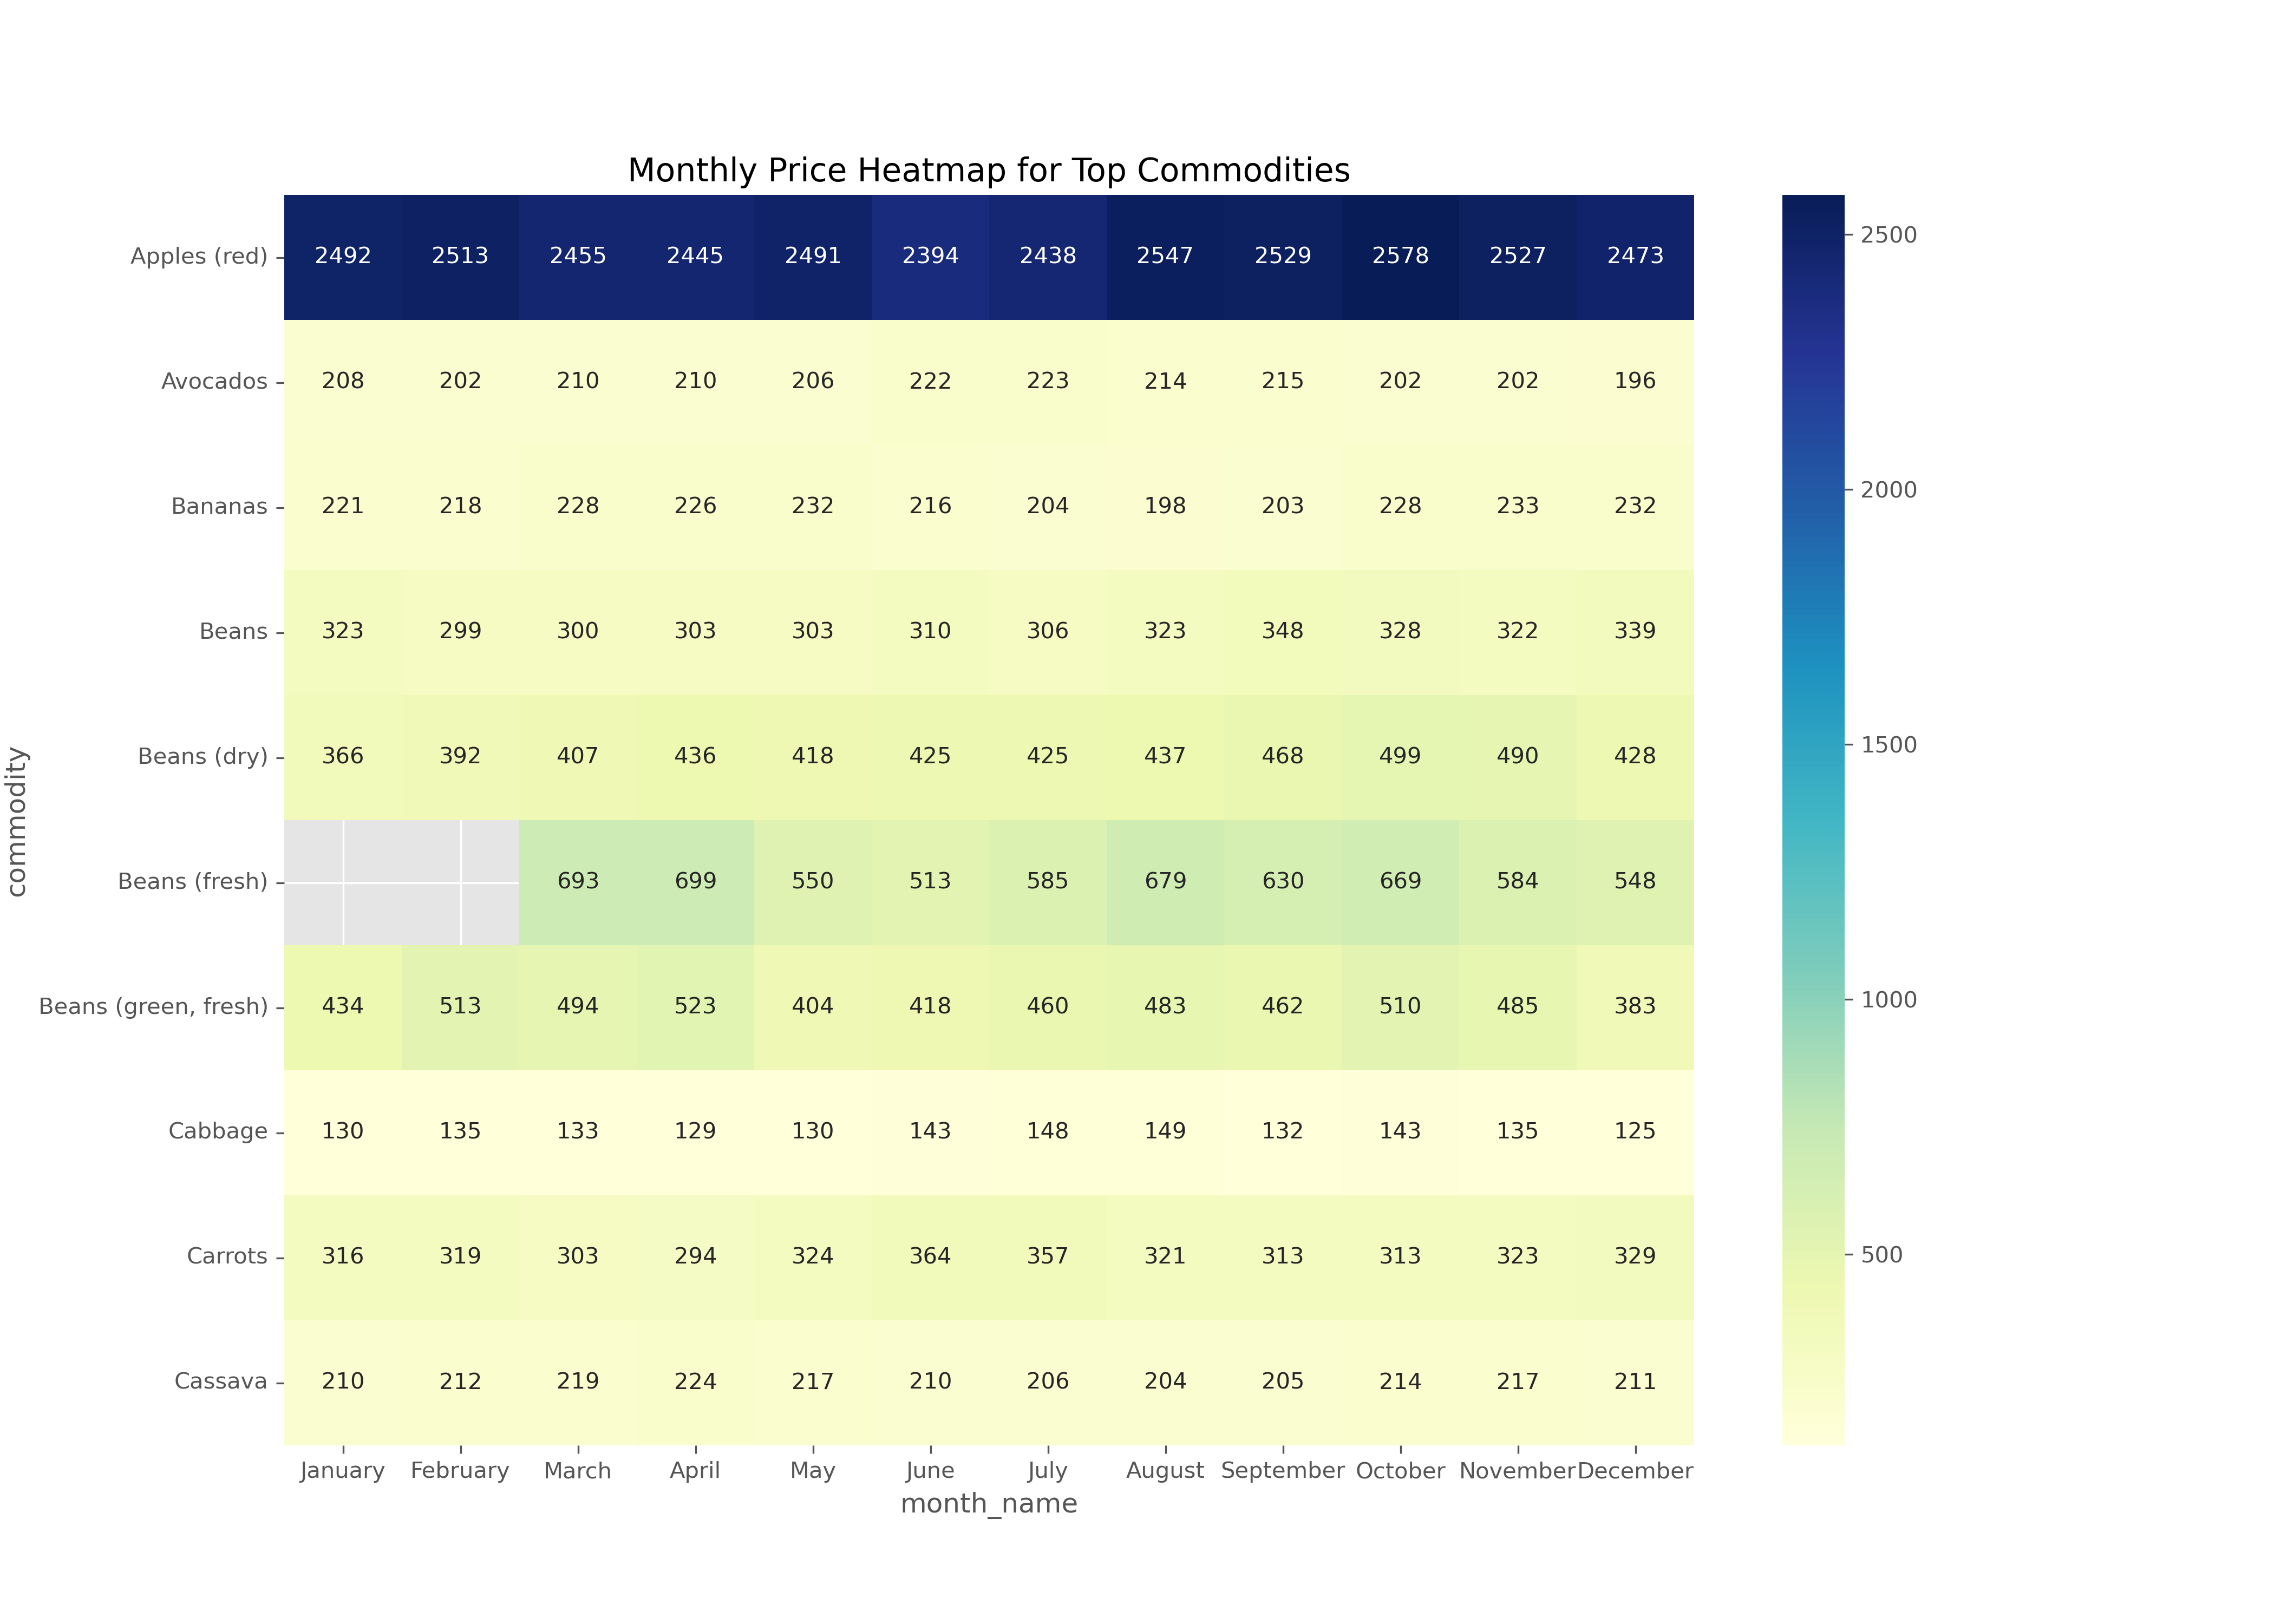 Monthly Price Heatmap for Top Commodities
commodity
Apples (red) 2492 2513 2455 2445 2491 2394 2438 2547 2529 2578 2527 2473
Avocados 208 202 210 210 206 222 223 214 215 202 202 196
Bananas 221 218 228 226 232 216 204 198 203 228 233 232
Beans 323 299 300 303 303 310 306 323 348 328 322 339
Beans (dry) 366 392 407 436 418 425 425 437 468 499 490 428
Beans (fresh) 693 699 550 513 585 679 630 669 584 548
Beans (green, fresh) 434 513 494 523 404 418 460 483 462 510 485 383
Cabbage 130 135 133 129 130 143 148 149 132 143 135 125
Carrots 316 319 303 294 324 364 357 321 313 313 323 329
Cassava 210 212 219 224 217 210 206 204 205 214 217 211
January February March April May June July August September October November December
month_name
2500
2000
1500
1000
500